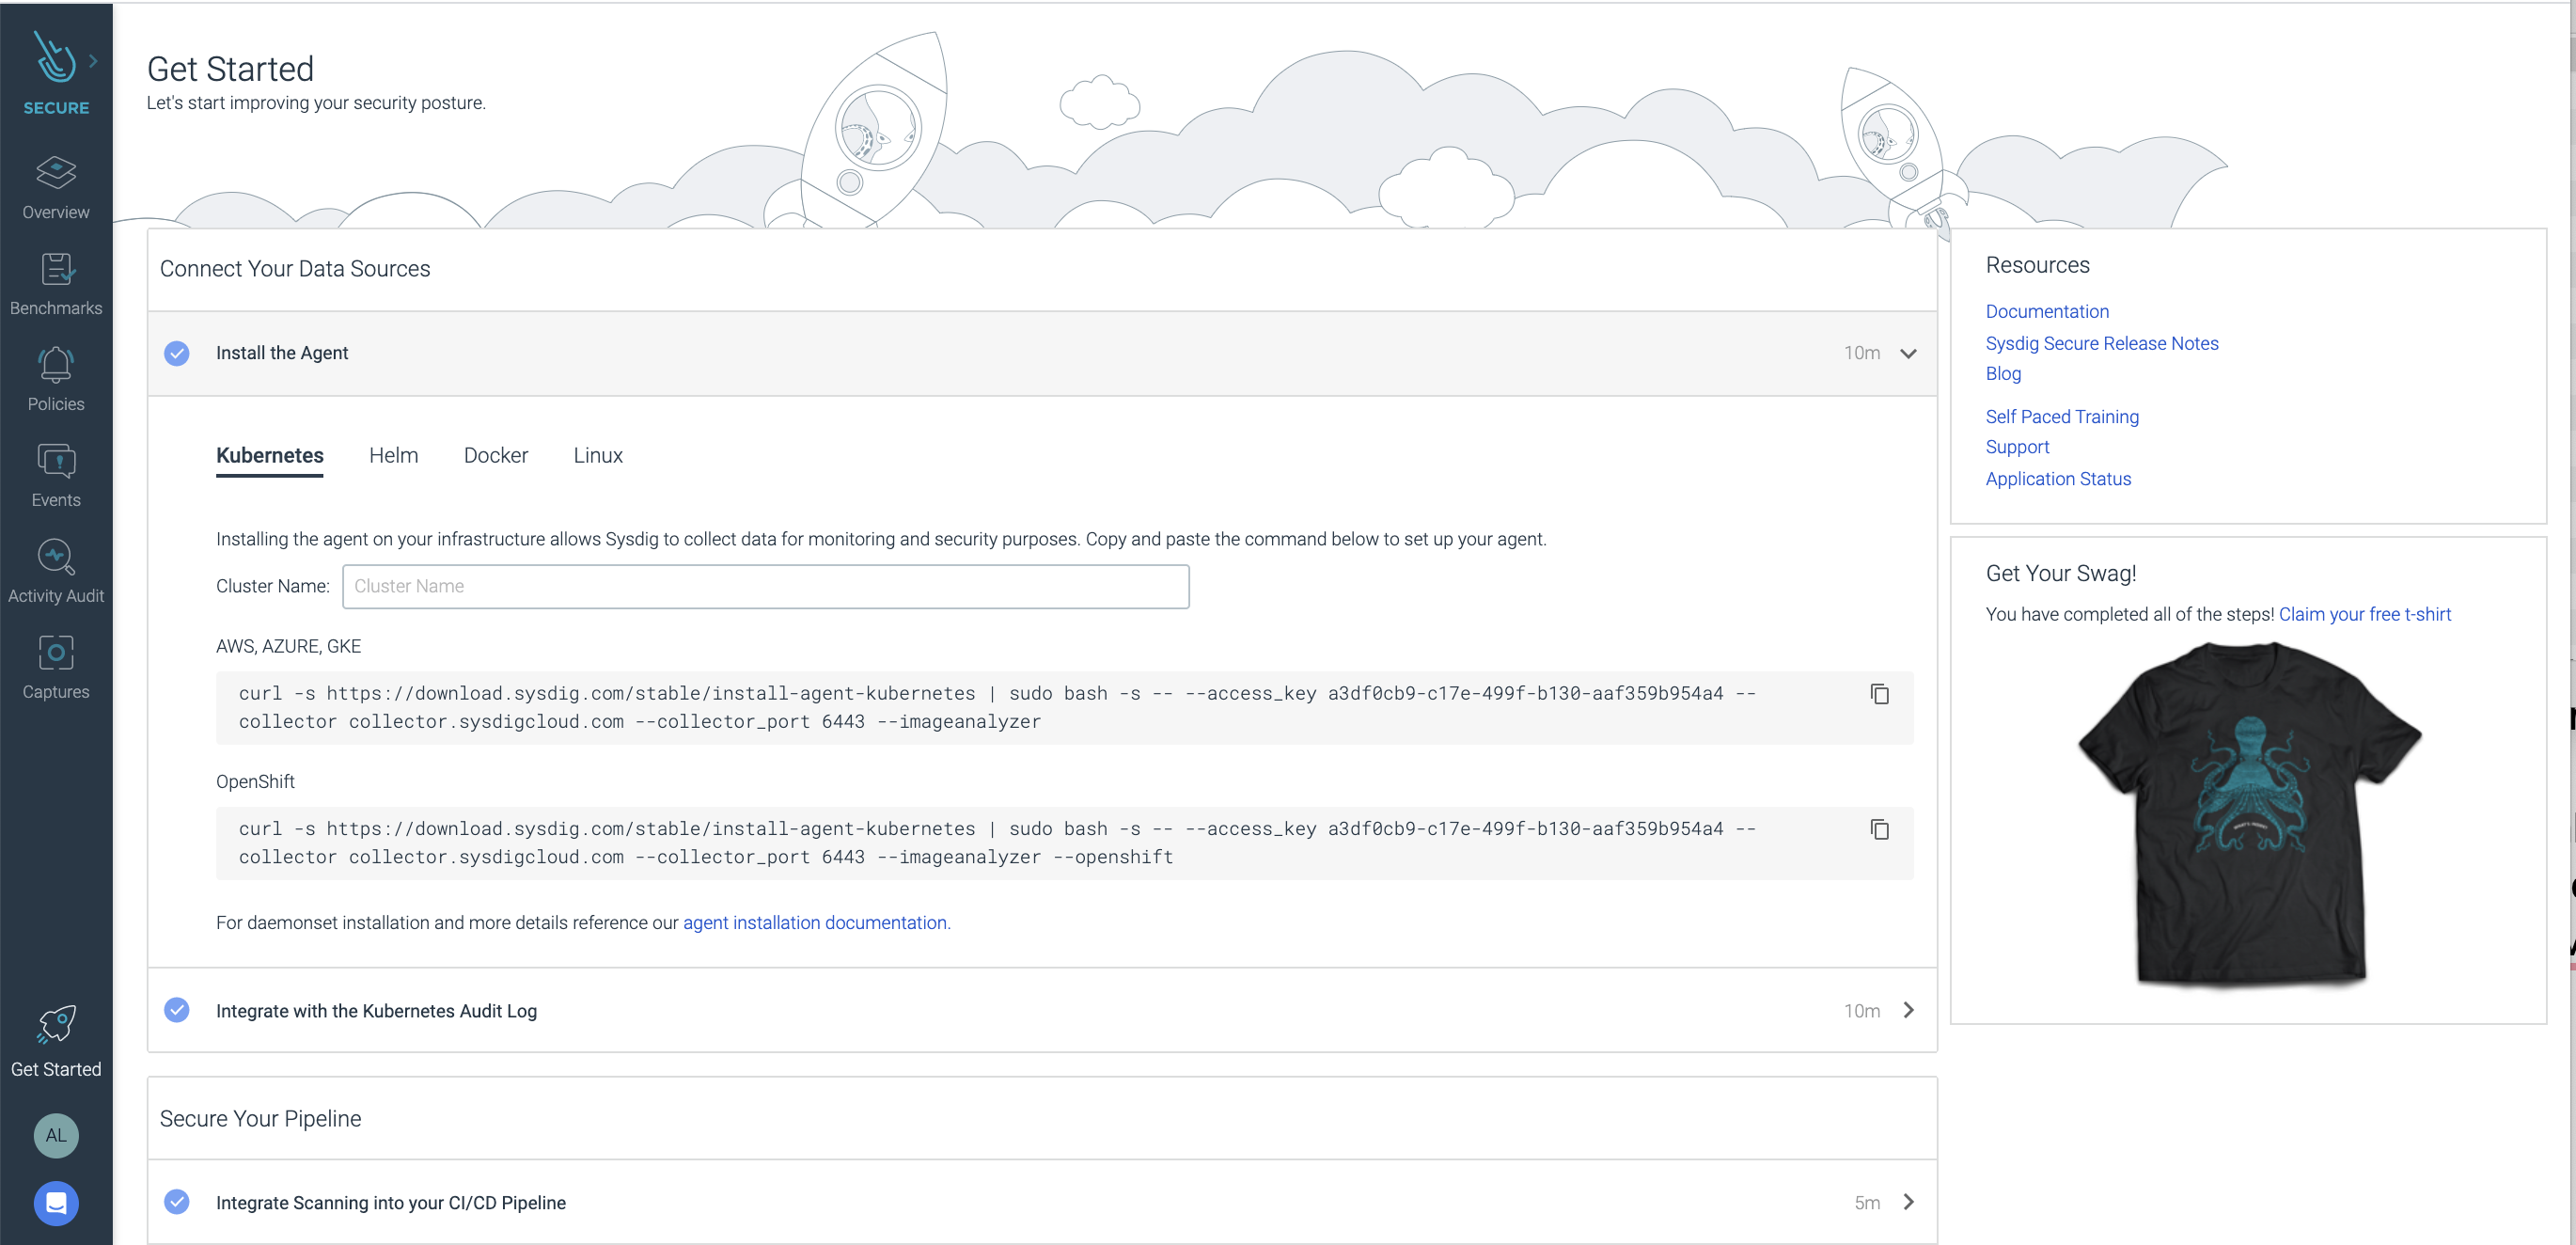 SECURE
Overview
Benchmarks
Policies
Events
Activity Audit
Captures
Get Started
AL
Get Started
Let's start improving your security posture.
Connect Your Data Sources
Install the Agent
10m
Kubernetes Helm Docker Linux
Installing the agent on your infrastructure allows Sysdig to collect data for monitoring and security purposes. Copy and paste the command below to set up your agent.
Cluster Name: Cluster Name
AWS, AZURE, GKE
curl -s https://download.sysdig.com/stable/install-agent-kubernetes | sudo bash -s -- --access_key a3df0cb9-c17e-499f-b130-aaf359b954a4 --
collector collector.sysdigcloud.com --collector_port 6443 --imageanalyzer
OpenShift
curl -s https://download.sysdig.com/stable/install-agent-kubernetes | sudo bash -s -- --access_key a3df0cb9-c17e-499f-b130-aaf359b954a4 --
collector collector.sysdigcloud.com --collector_port 6443 --imageanalyzer --openshift
For daemonset installation and more details reference our agent installation documentation.
Integrate with the Kubernetes Audit Log
10m
Secure Your Pipeline
Integrate Scanning into your CI/CD Pipeline
5m
Resources
Documentation
Sysdig Secure Release Notes
Blog
Self Paced Training
Support
Application Status
Get Your Swag!
You have completed all of the steps! Claim your free t-shirt